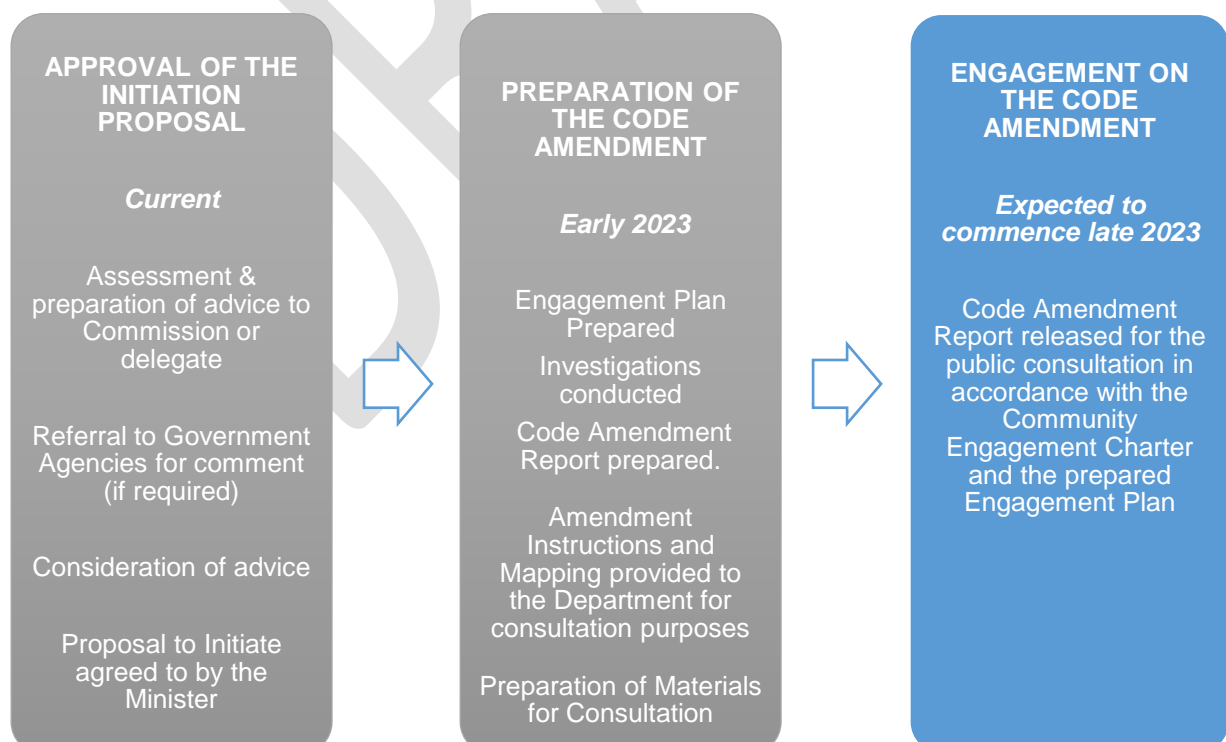 APPROVAL OF THE
INITIATION
PROPOSAL
Current
Assessment &
preparation of advice to
Commission or
delegate
Referral to Government
Agencies for comment
(if required)
Consideration of advice
Proposal to Initiate
agreed to by the
Minister
PREPARATION OF
THE CODE
AMENDMENT
Early 2023
Engagement Plan
Prepared
Investigations
conducted
Code Amendment
Report prepared.
Amendment
Instructions and
Mapping provided to
the Department for
consultation purposes
Preparation of Materials
for Consultation
ENGAGEMENT ON
THE CODE
AMENDMENT
Expected to
commence late 2023
Code Amendment
Report released for the
public consultation in
accordance with the
Community
Engagement Charter
and the prepared
Engagement Plan